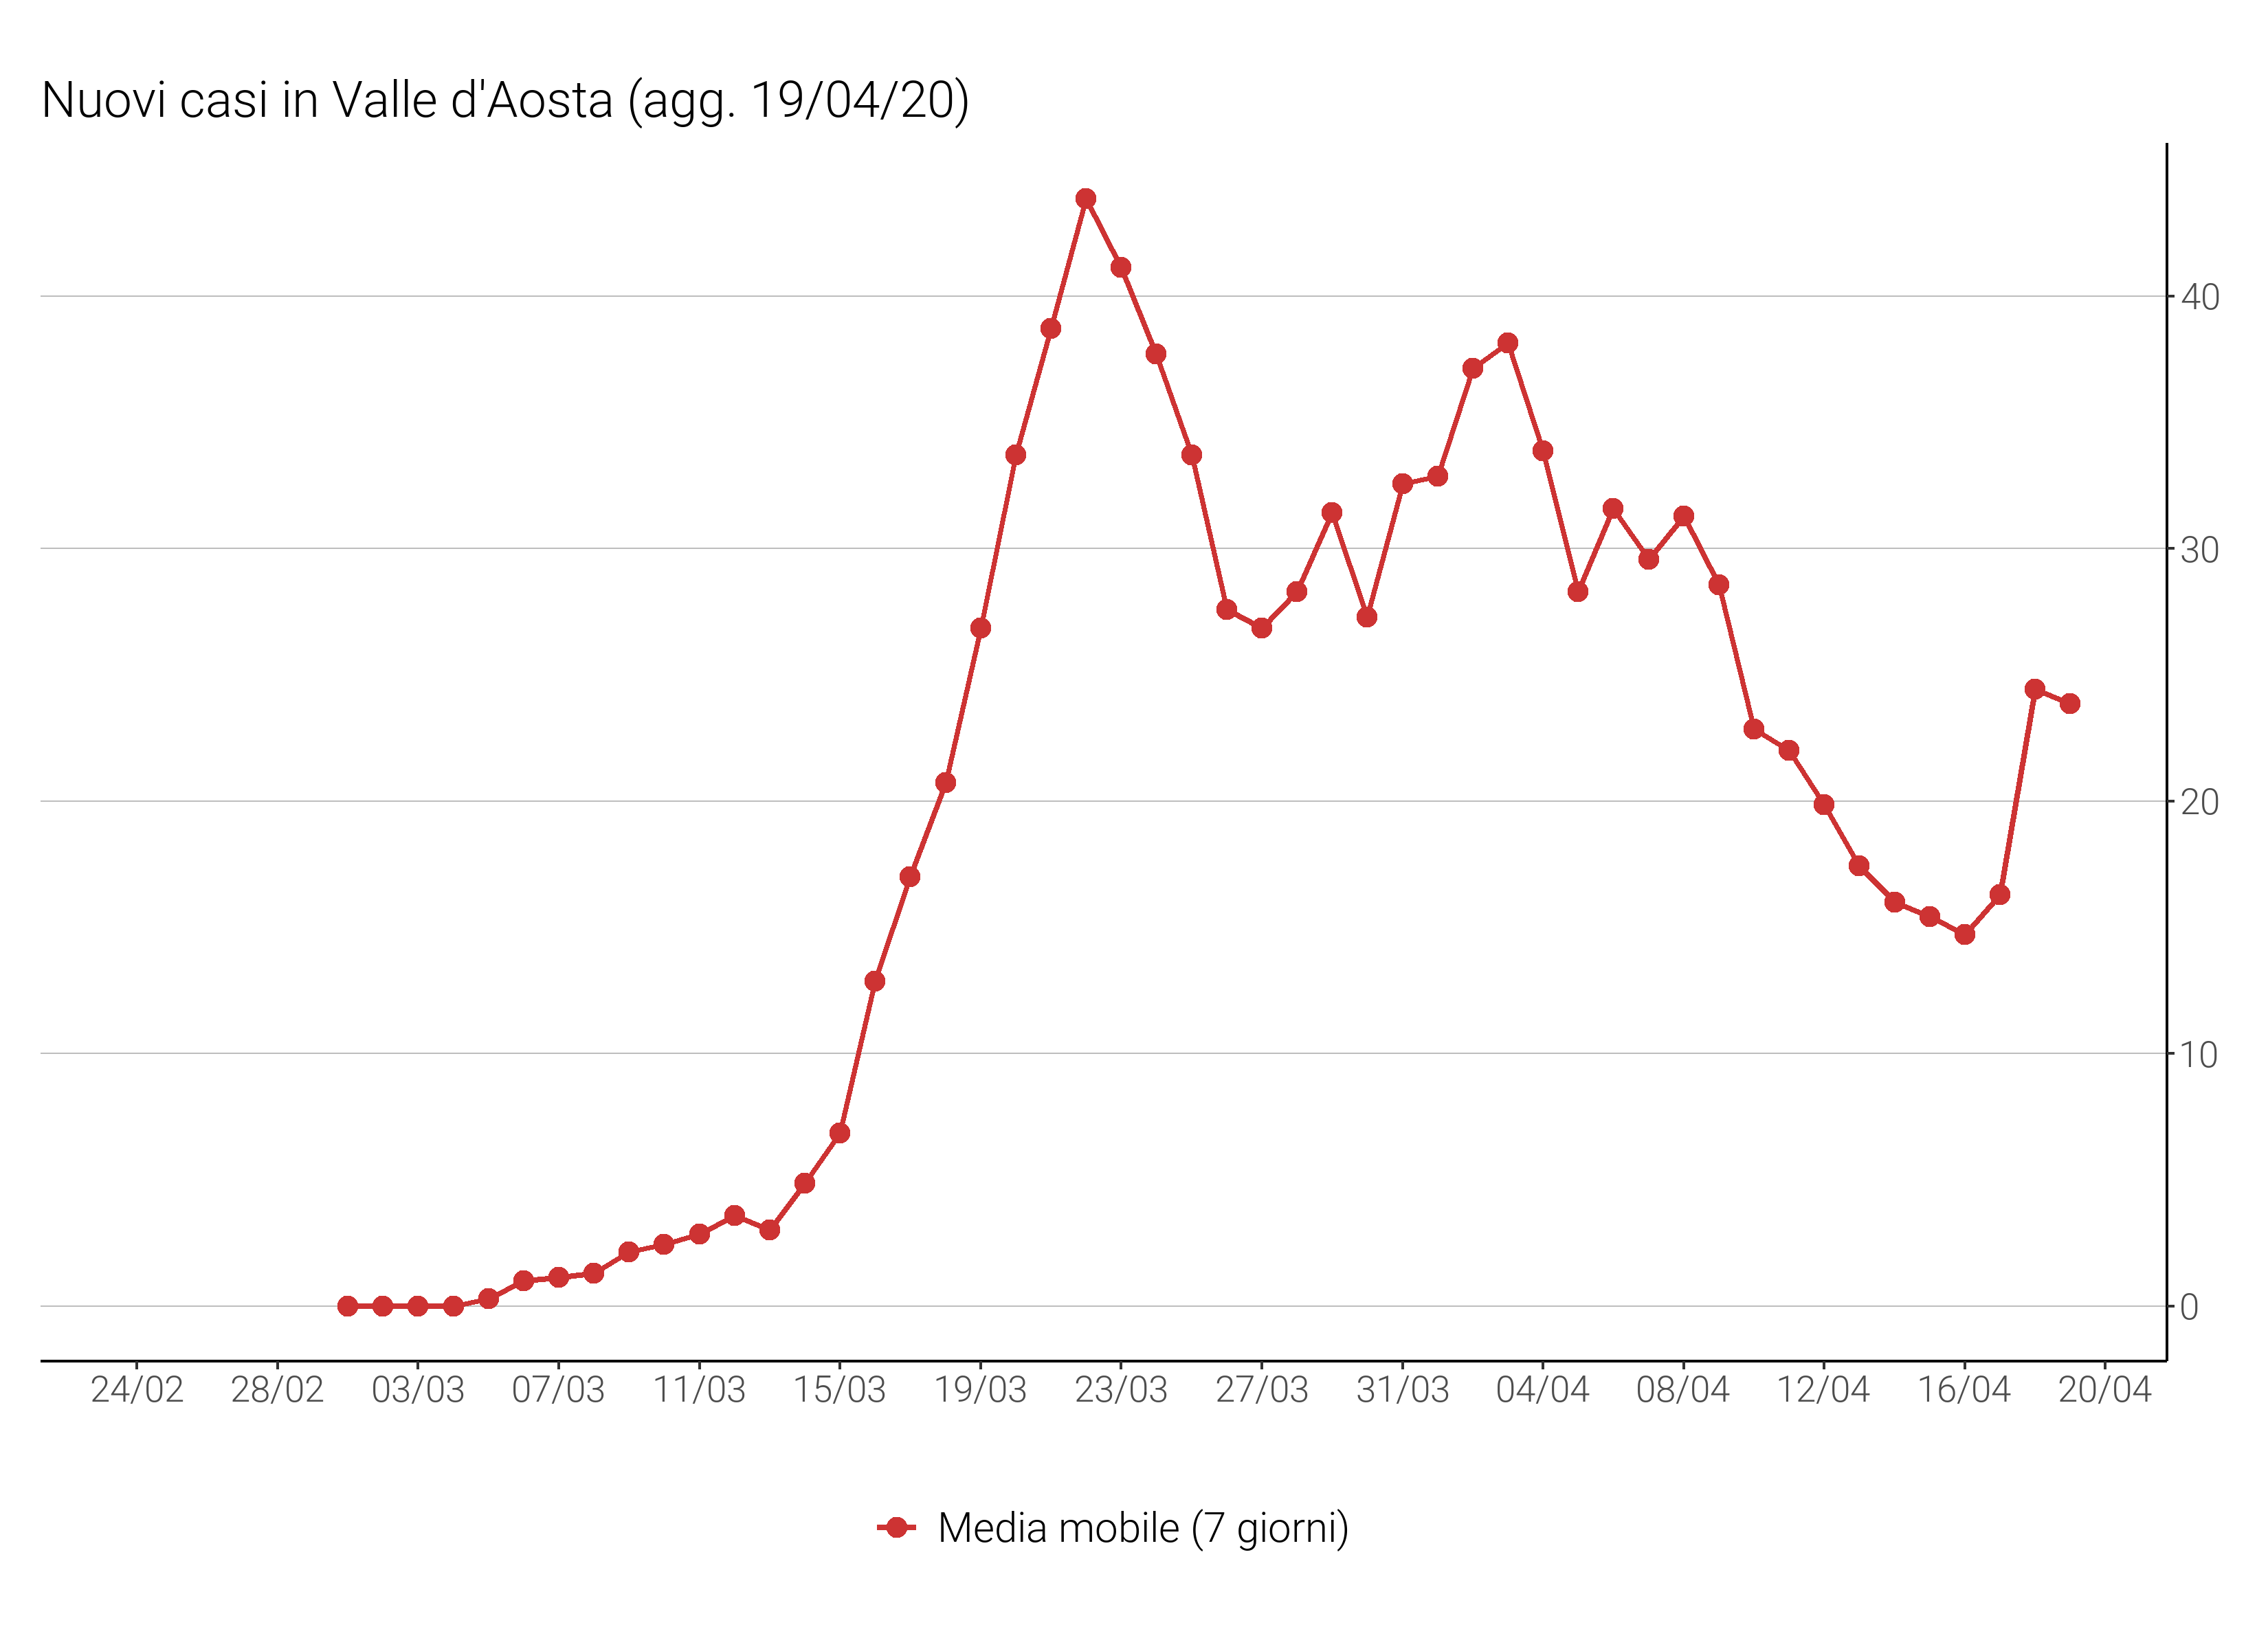 Nuovi casi in Valle d'Aosta (agg. 19/04/20)
40
30
20
10
0
24/02 28/02 03/03 07/03 11/03 15/03 19/03 23/03 27/03 31/03 04/04 08/04 12/04 16/04 20/04
Media mobile (7 giorni)